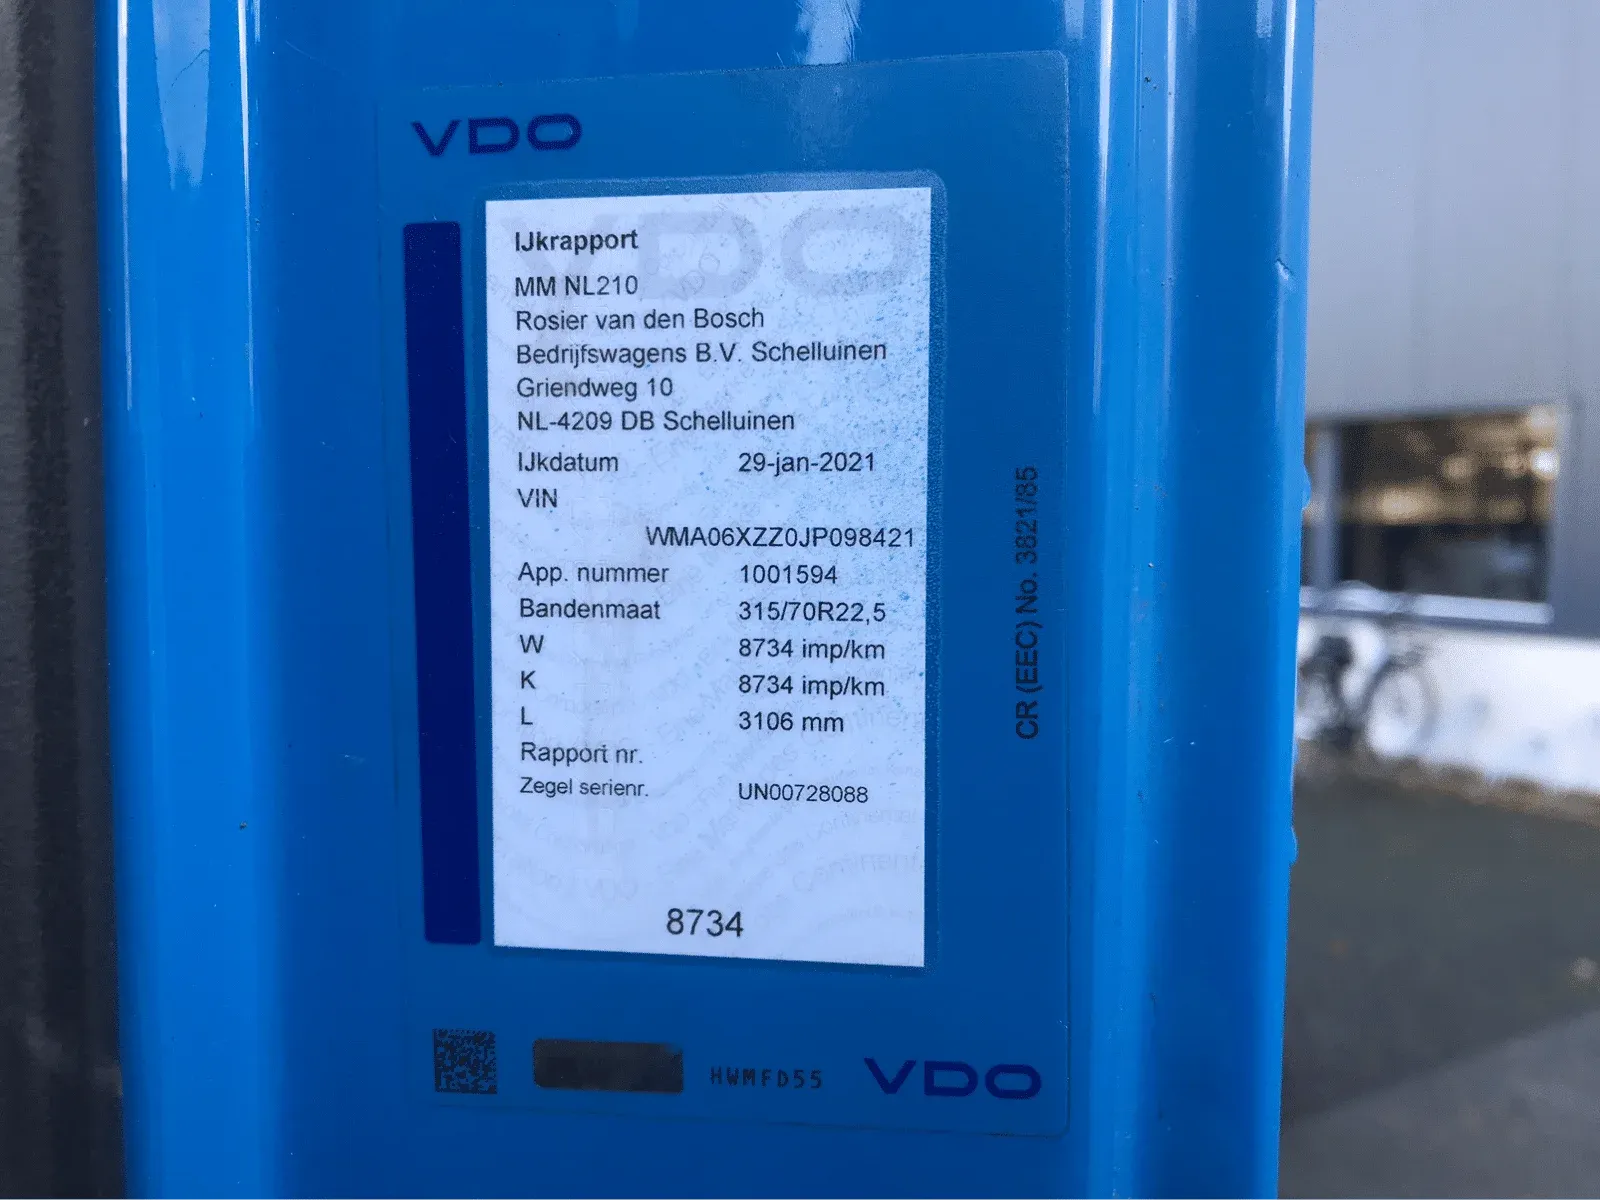 VDO
IJkrapport
MM NL210
Rosier van den Bosch
Bedrijfswagens B.V. Schelluinen
Griendweg 10
NL-4209 DB Schelluinen
IJkdatum 29-jan-2021
VIN
WMA06XZZ0JP098421
App. nummer 1001594
Bandenmaat 315/70R22,5
W 8734 imp/km
K 8734 imp/km
L 3106 mm
Rapport nr.
Zegel serienr. UN00728088
8734
CR (EEC) No. 3821/85
HWMFD55
VDO